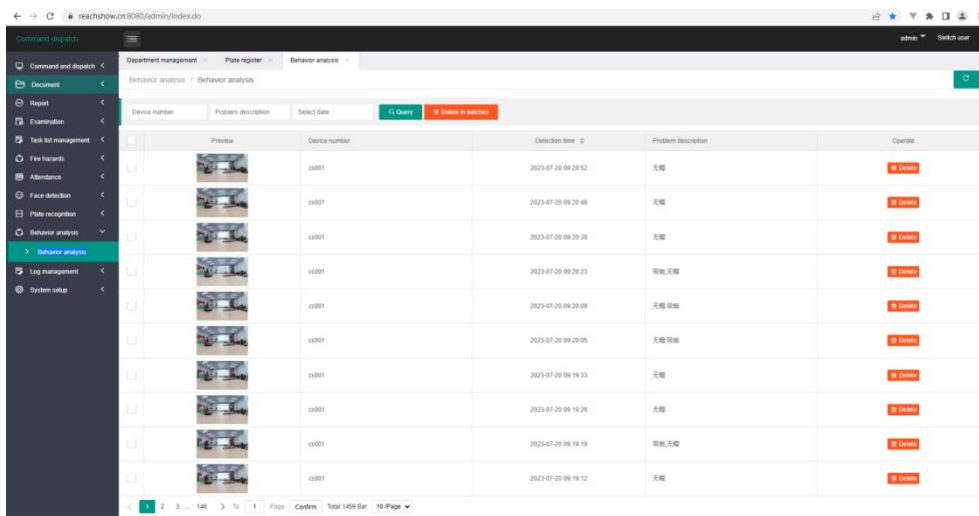 reachshow.cn:8080/admin/index.do
Command dispatch
admin Switch user
Command and dispatch
Document
Report
Examination
Task list management
Fire hazards
Attendance
Face detection
Plate recognition
Behavior analysis
Behavior analysis
Log management
System setup
Department management Plate register Behavior analysis
Behavior analysis / Behavior analysis
Device number Problem description Select date Query Delete in batches
Preview Device number Detection time Problem description Operate
cs001 2023-07-20 09:20:52 无帽 Delete
cs001 2023-07-20 09:20:46 无帽 Delete
cs001 2023-07-20 09:20:38 无帽 Delete
cs001 2023-07-20 09:20:23 吸烟,无帽 Delete
cs001 2023-07-20 09:20:09 无帽,吸烟 Delete
cs001 2023-07-20 09:20:05 无帽,吸烟 Delete
cs001 2023-07-20 09:19:33 无帽 Delete
cs001 2023-07-20 09:19:26 无帽 Delete
cs001 2023-07-20 09:19:19 吸烟,无帽 Delete
cs001 2023-07-20 09:19:12 无帽 Delete
1 2 3 ... 146 To 1 Page Confirm Total 1459 Bar 10 /Page